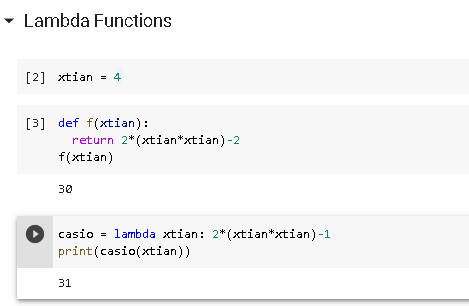 Lambda Functions
[2] xtian = 4
[3] def f(xtian):
return 2*(xtian*xtian)-2
f(xtian)
30
casio = lambda xtian: 2*(xtian*xtian)-1
print(casio(xtian))
31